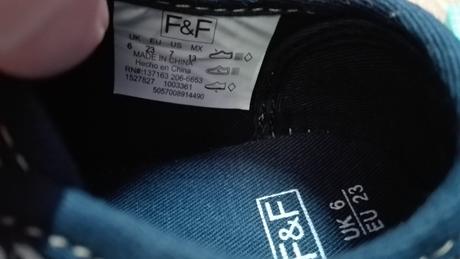 F&F
UK EU US MX
6 23 7 13
MADE IN CHINA
Hecho en China
RN#:137163 206-6653
1527827 1003361
5057008914490
F&F
UK 6
EU 23